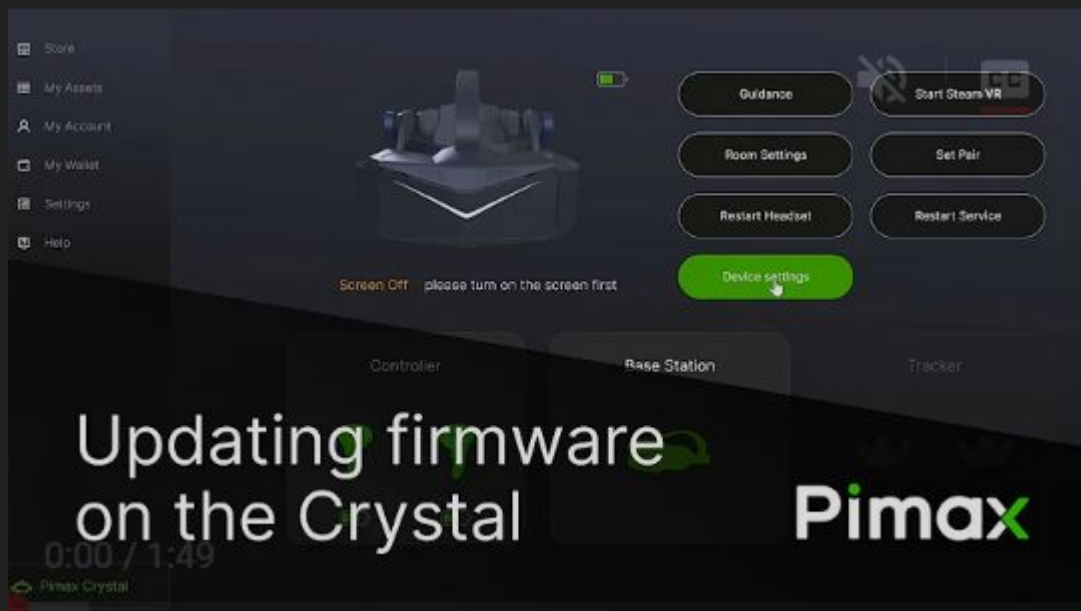 Store
My Assets
My Account
My Wallet
Settings
Help
Guidance
Start Steam VR
CC
Room Settings
Set Pair
Restart Headset
Restart Service
Device settings
Screen Off please turn on the screen first
Controller
Base Station
Tracker
Updating firmware
on the Crystal
Pimax
0:00 / 1:49
Pimax Crystal